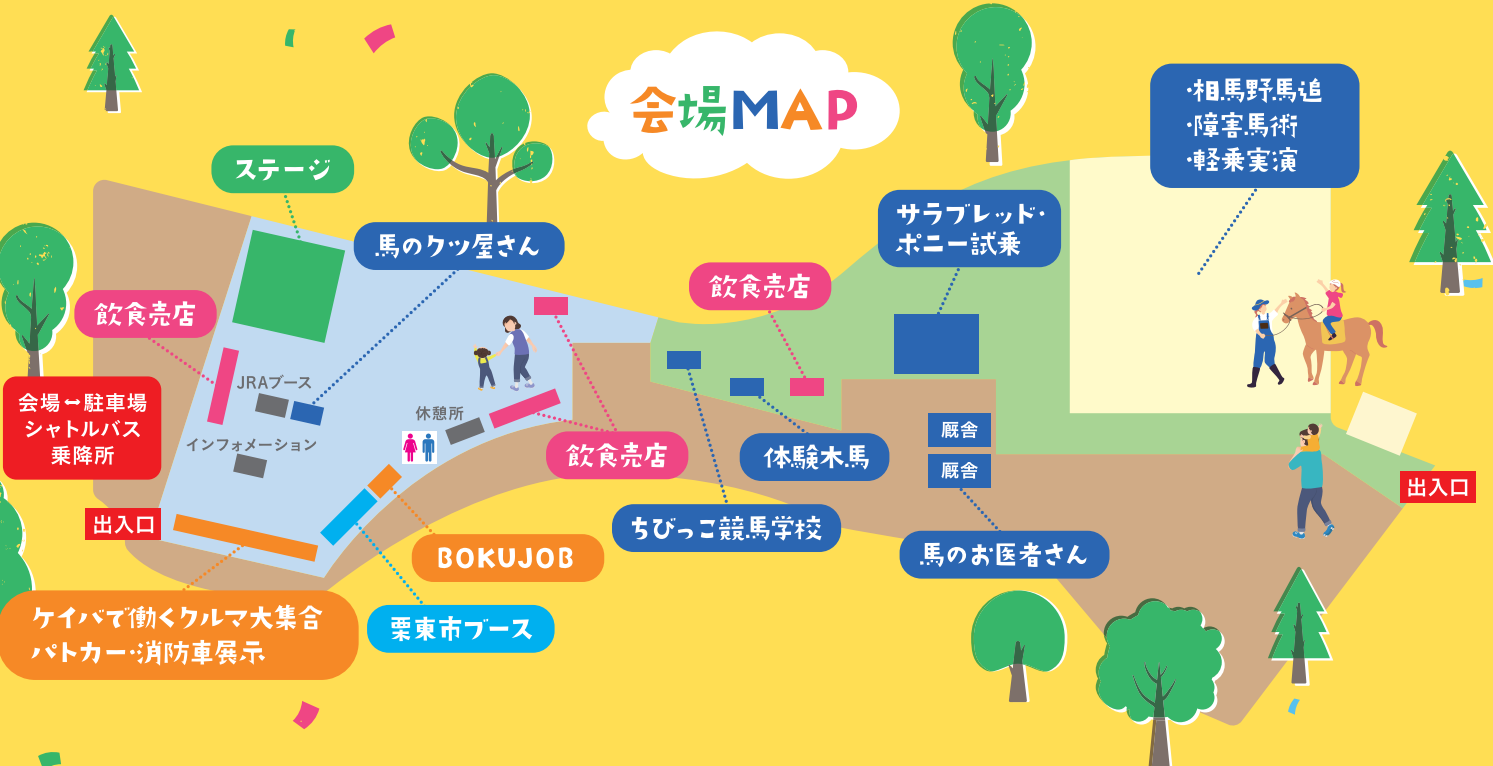 会場MAP
・相馬野馬追
・障害馬術
・軽乗実演
ステージ
サラブレッド・
ポニー試乗
馬のクツ屋さん
飲食売店
飲食売店
JRAブース
会場↔駐車場
シャトルバス
乗降所
休憩所
インフォメーション
飲食売店
体験木馬
厩舎
厩舎
出入口
出入口
ちびっこ競馬学校
馬のお医者さん
BOKUJOB
ケイバで働くクルマ大集合
パトカー・消防車展示
栗東市ブース